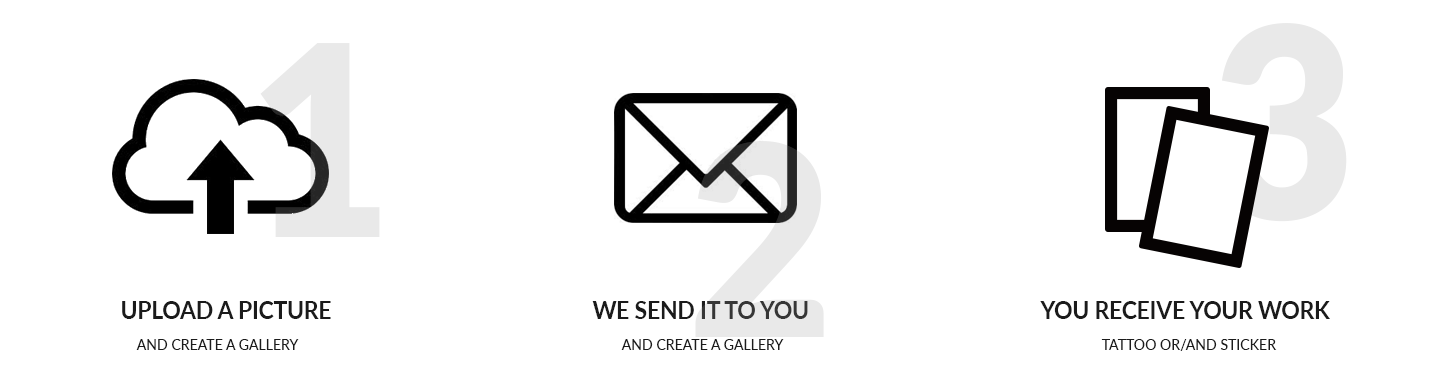 1
UPLOAD A PICTURE
AND CREATE A GALLERY
2
WE SEND IT TO YOU
AND CREATE A GALLERY
3
YOU RECEIVE YOUR WORK
TATTOO OR/AND STICKER